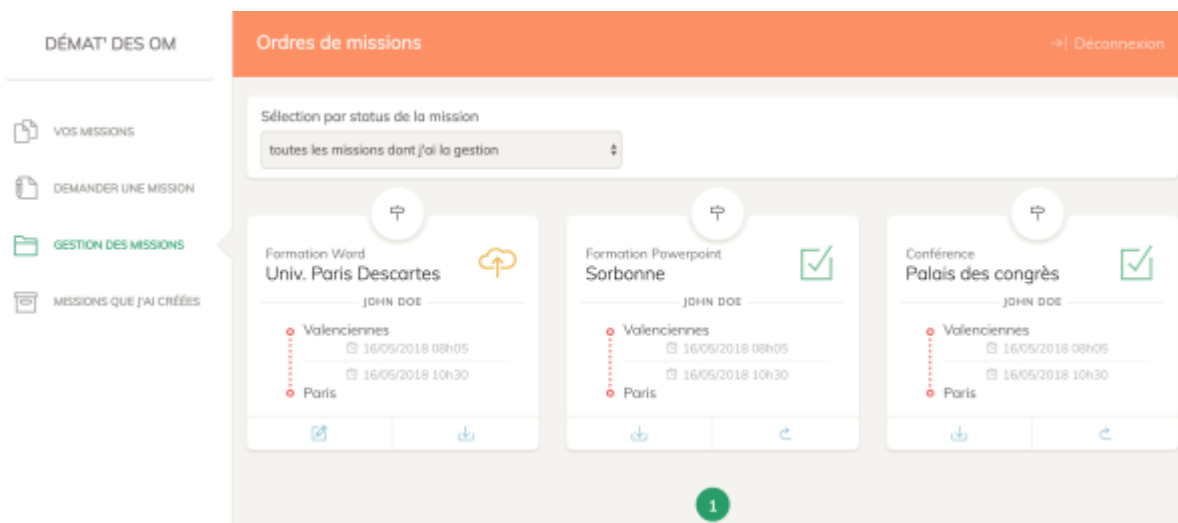 DÉMAT' DES OM
Ordres de missions
Déconnexion
VOS MISSIONS
DEMANDER UNE MISSION
GESTION DES MISSIONS
MISSIONS QUE J'AI CRÉÉES
Sélection par status de la mission
toutes les missions dont j'ai la gestion
Formation Word
Univ. Paris Descartes
JOHN DOE
Valenciennes
16/05/2018 08h05
16/05/2018 10h30
Paris
Formation Powerpoint
Sorbonne
JOHN DOE
Valenciennes
16/05/2018 08h05
16/05/2018 10h30
Paris
Conférence
Palais des congrès
JOHN DOE
Valenciennes
16/05/2018 08h05
16/05/2018 10h30
Paris
1